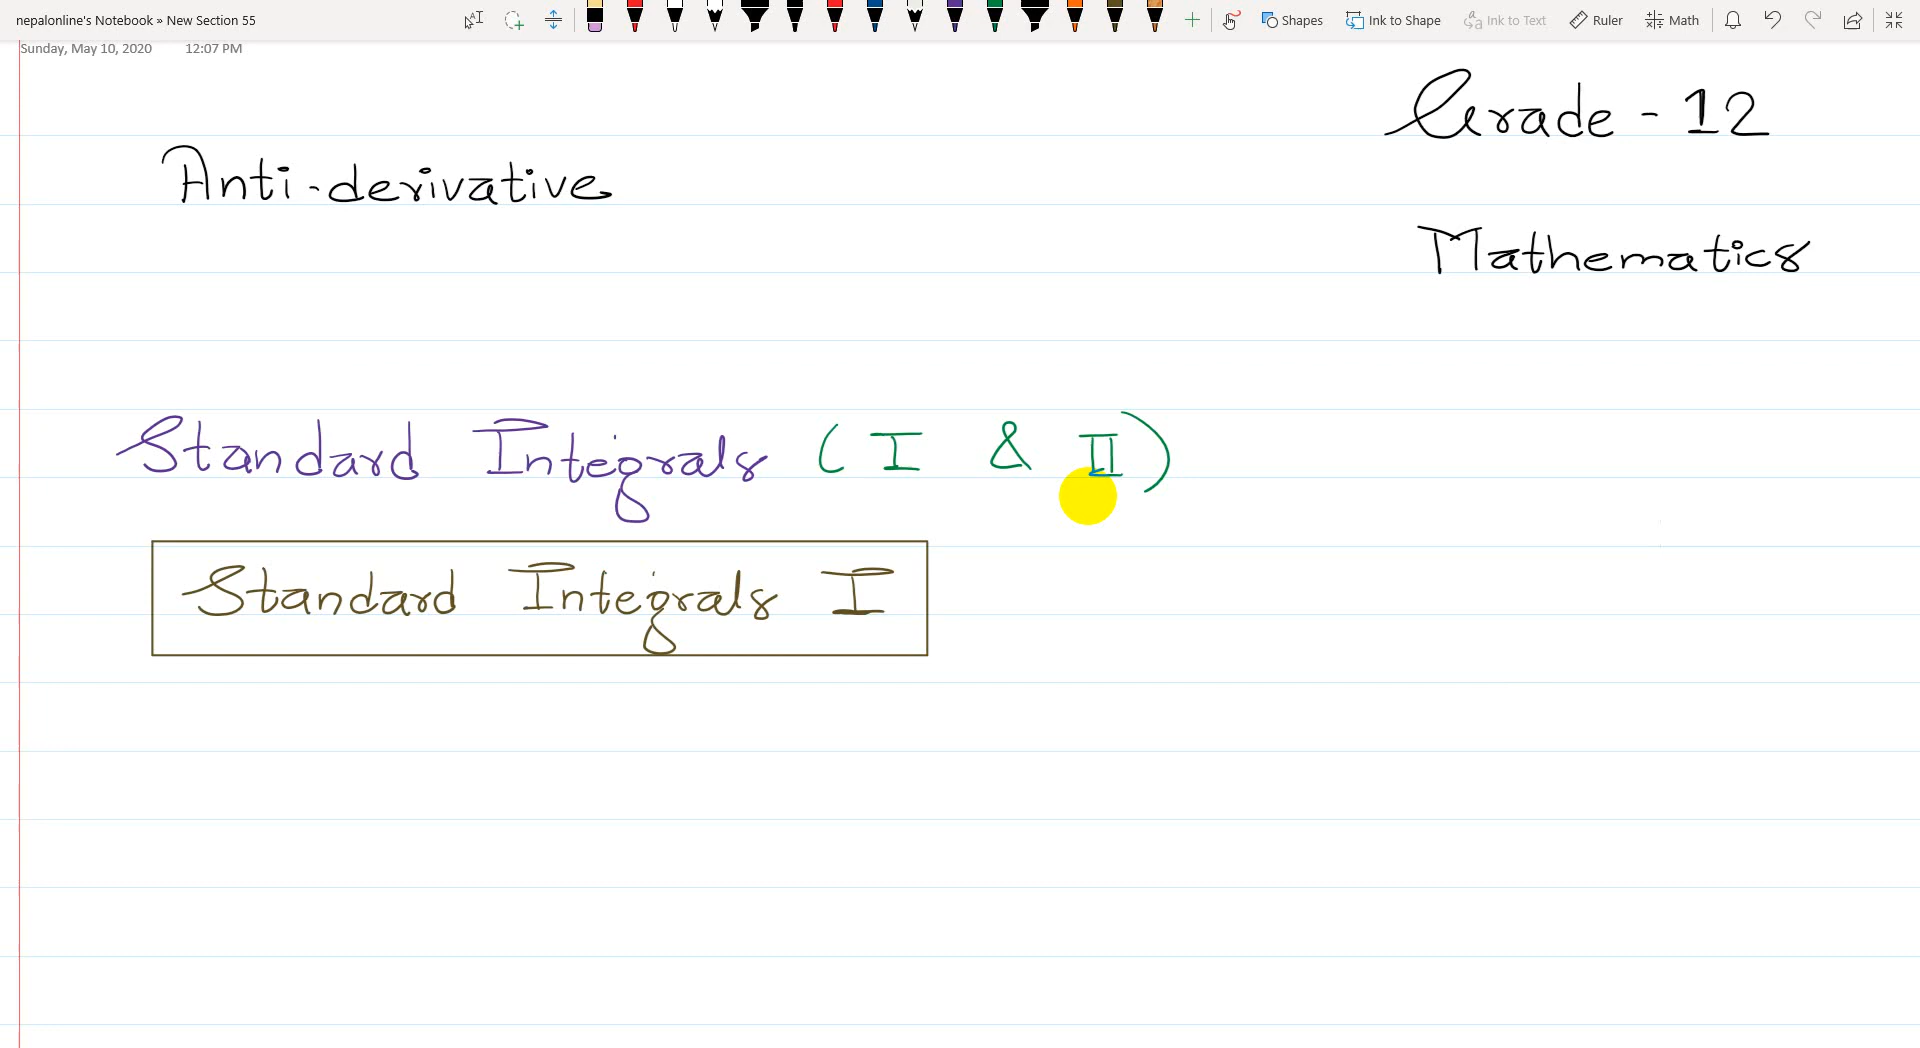 nepalonline's Notebook » New Section 55
Shapes
Ink to Shape
Ink to Text
Ruler
Math
Sunday, May 10, 2020 12:07 PM
Grade - 12
Anti-derivative
Mathematics
Standard Integrals (I & II)
Standard Integrals I